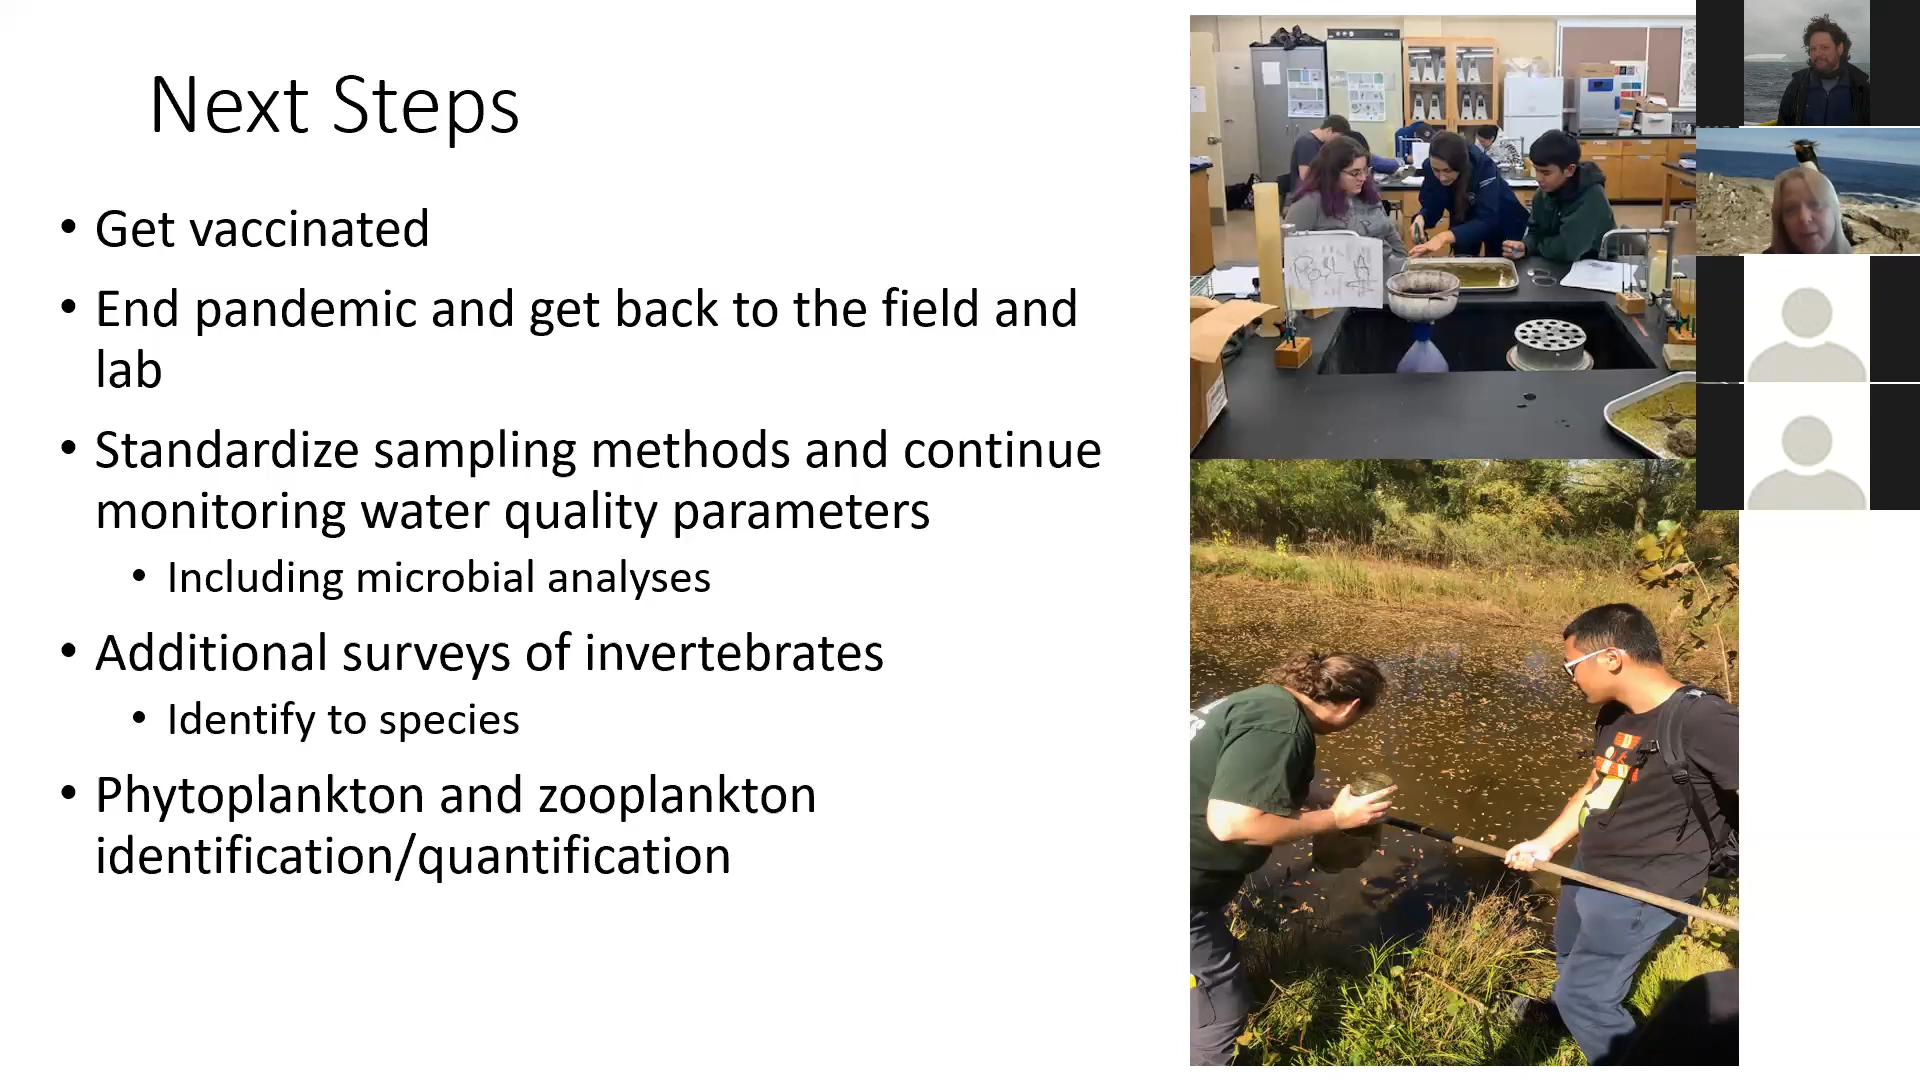 Next Steps
• Get vaccinated
• End pandemic and get back to the field and
lab
• Standardize sampling methods and continue
monitoring water quality parameters
• Including microbial analyses
• Additional surveys of invertebrates
• Identify to species
• Phytoplankton and zooplankton
identification/quantification